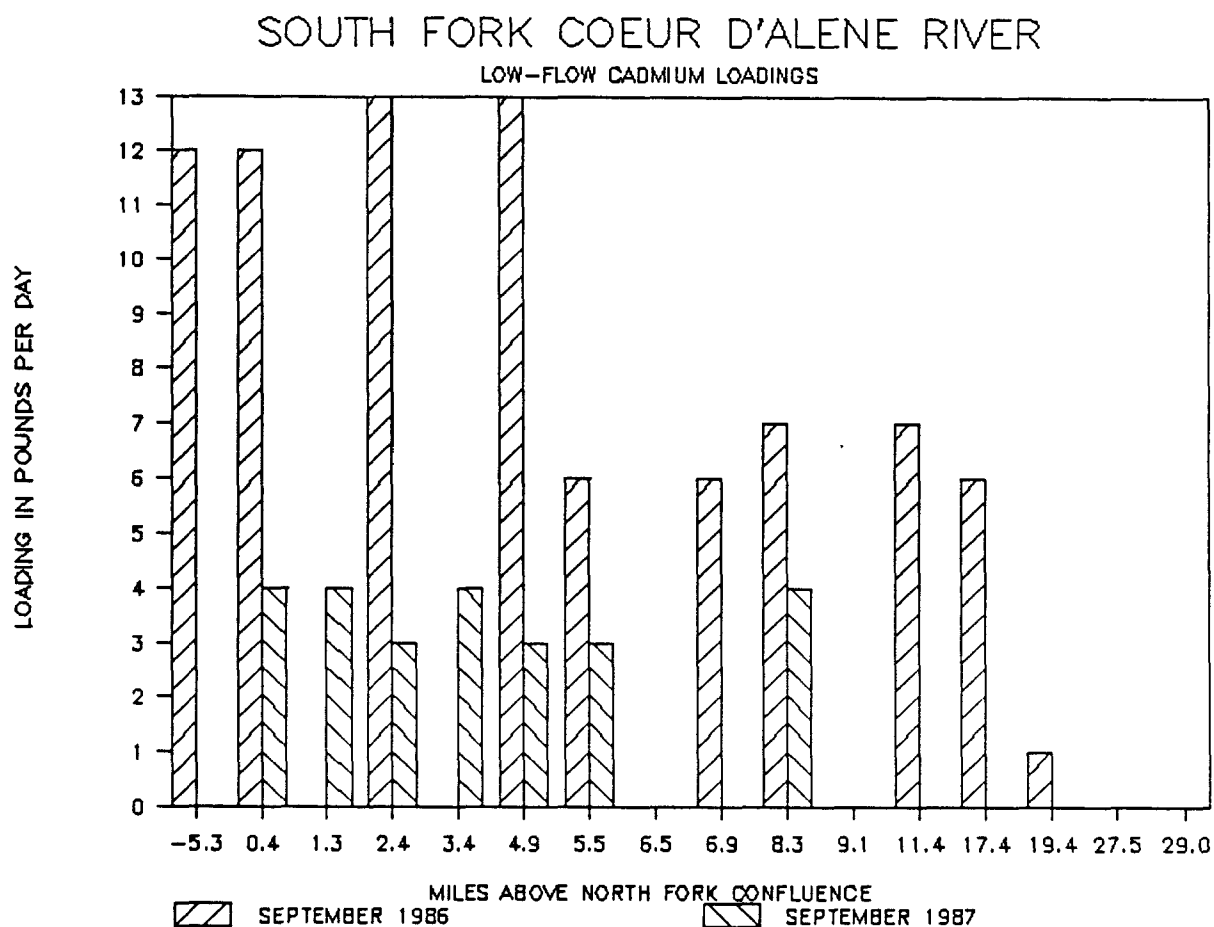 SOUTH FORK COEUR D'ALENE RIVER
LOW-FLOW CADMIUM LOADINGS
LOADING IN POUNDS PER DAY
13
12
11
10
9
8
7
6
5
4
3
2
1
0
-5.3 0.4 1.3 2.4 3.4 4.9 5.5 6.5 6.9 8.3 9.1 11.4 17.4 19.4 27.5 29.0
MILES ABOVE NORTH FORK CONFLUENCE
SEPTEMBER 1986 SEPTEMBER 1987